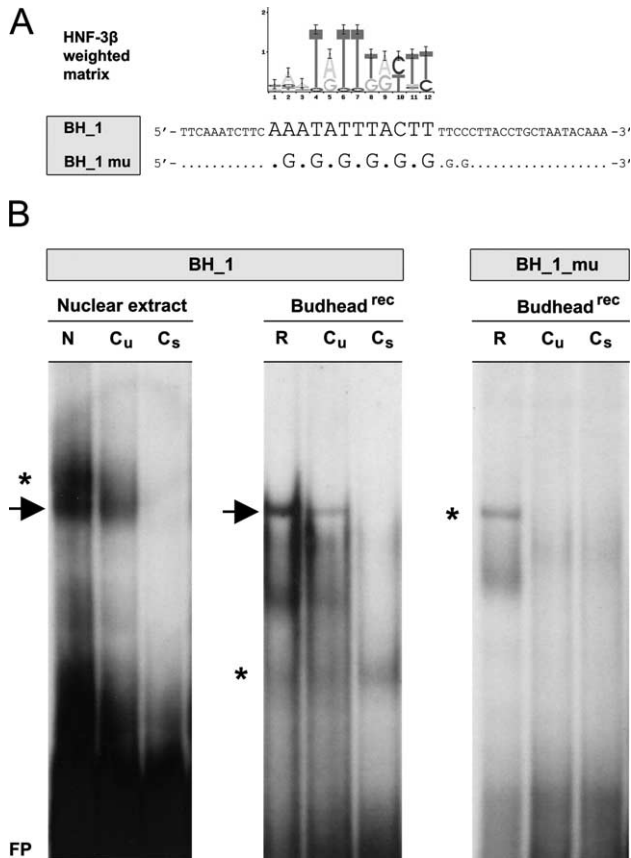 A
HNF-3β
weighted
matrix
2
1
1 2 3 4 5 6 7 8 9 10 11 12
BH_1 5'- TTCAAATCTTC AAATATTTACTT TTCCCTTACCTGCTAATACAAA -3'
BH_1 mu 5'- ........... .G.G.G.G.G.G .G.G.................. -3'
B
BH_1 BH_1_mu
Nuclear extract Budhead rec Budhead rec
N Cu Cs R Cu Cs R Cu Cs
* *
*
FP